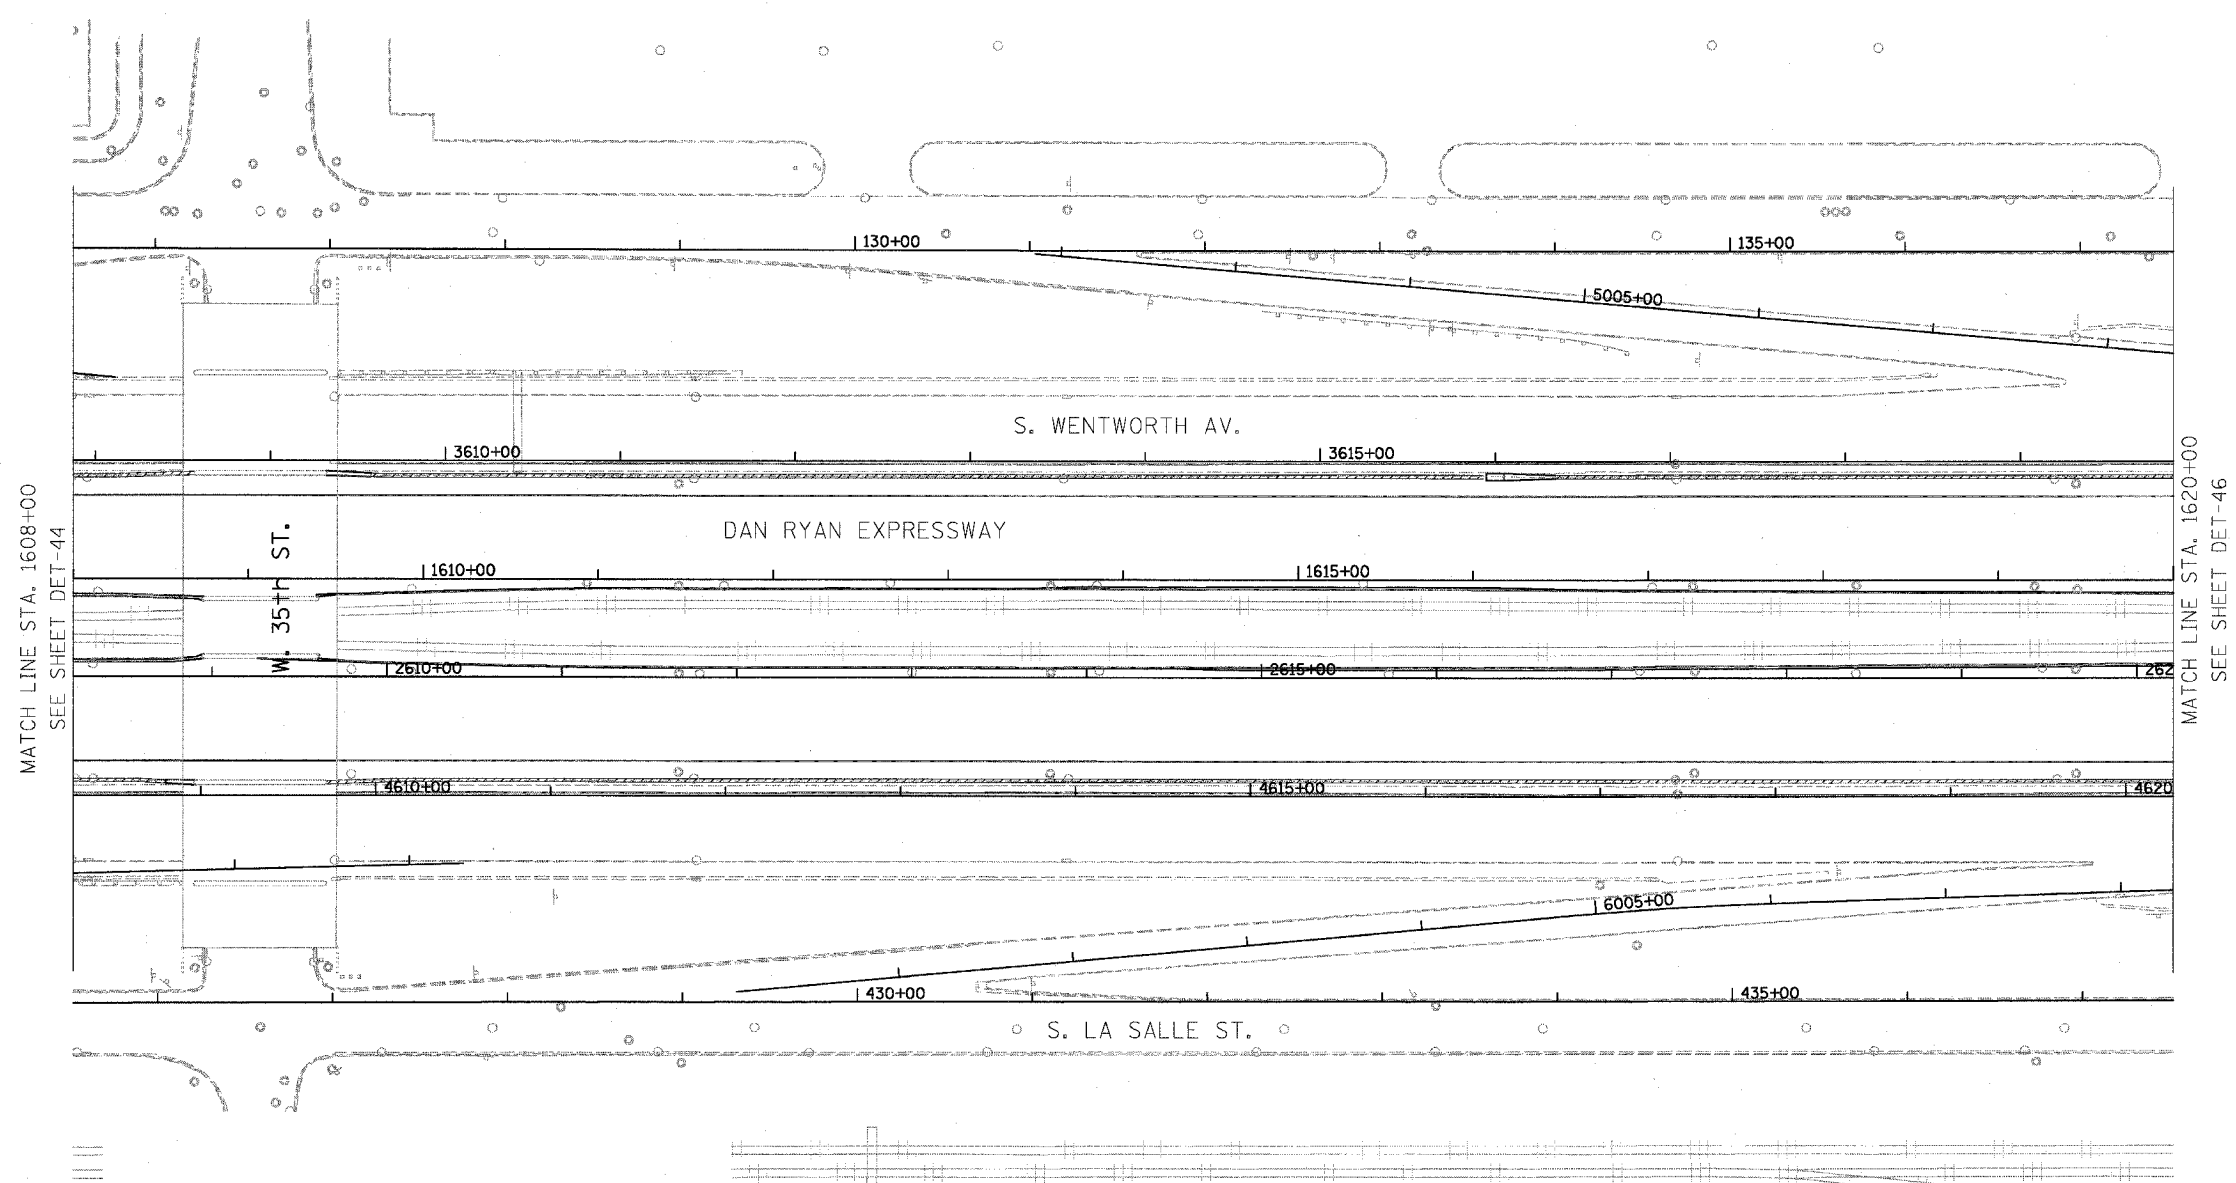 130+00
135+00
5005+00
S. WENTWORTH AV.
3610+00
3615+00
MATCH LINE STA. 1608+00
SEE SHEET DET-44
W. 35th ST.
DAN RYAN EXPRESSWAY
MATCH LINE STA. 1620+00
SEE SHEET DET-46
1610+00
1615+00
2610+00
2615+00
262
4610+00
4615+00
4620
6005+00
430+00
435+00
S. LA SALLE ST.